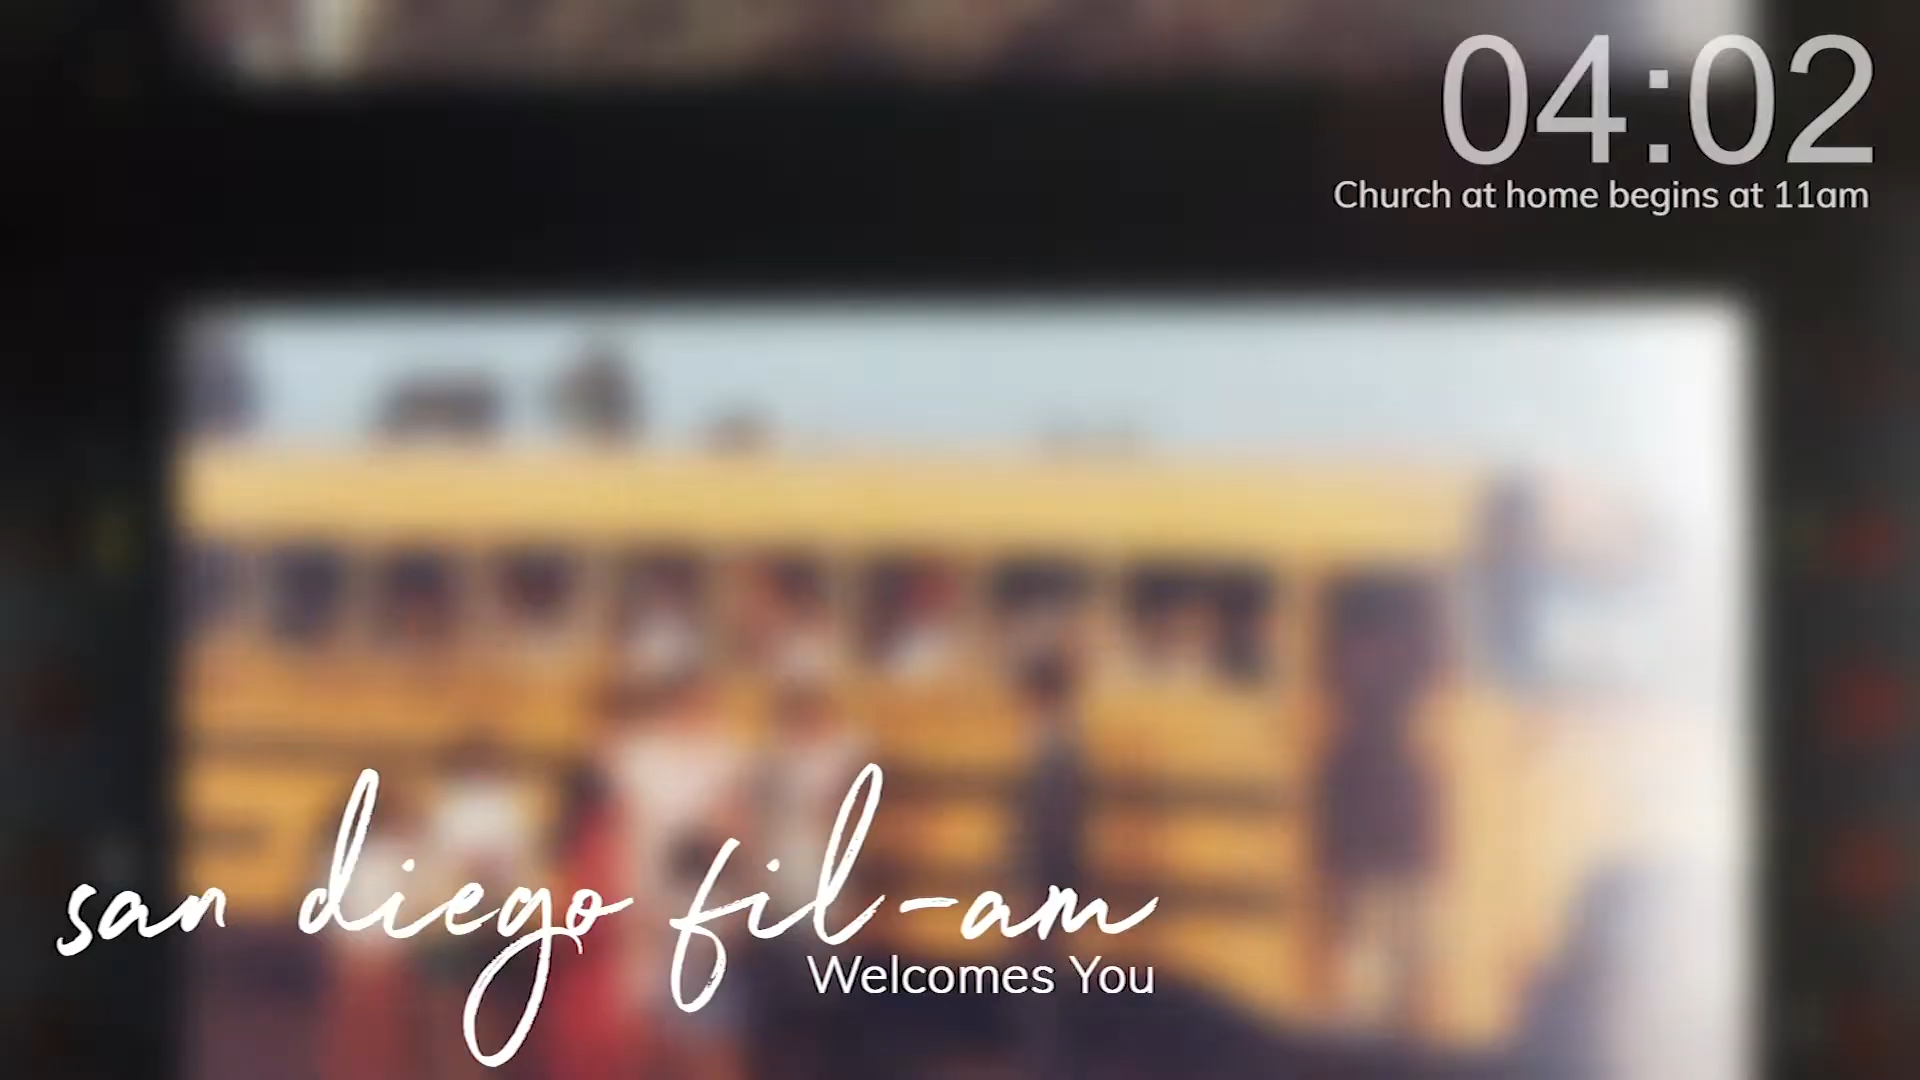 04:02
Church at home begins at 11am
san diego fil-am
Welcomes You